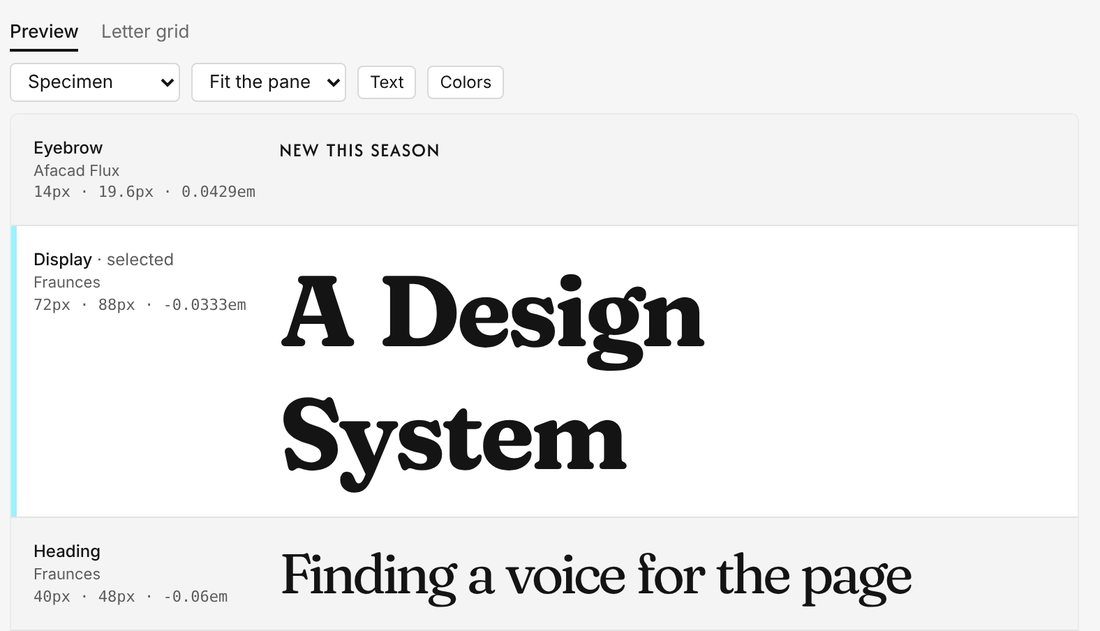 Preview Letter grid
Specimen Fit the pane Text Colors
Eyebrow
Afacad Flux
14px · 19.6px · 0.0429em
NEW THIS SEASON
Display · selected
Fraunces
72px · 88px · -0.0333em
A Design
System
Heading
Fraunces
40px · 48px · -0.06em
Finding a voice for the page